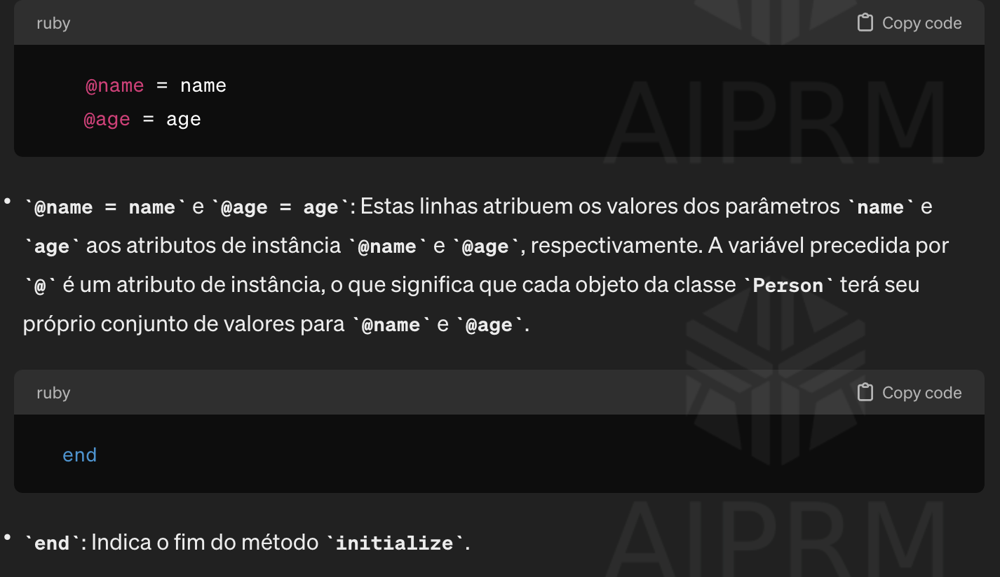 ruby
Copy code
@name = name
@age = age
AIPRM
• `@name = name` e `@age = age`: Estas linhas atribuem os valores dos parâmetros `name` e
`age` aos atributos de instância `@name` e `@age`, respectivamente. A variável precedida por
`@` é um atributo de instância, o que significa que cada objeto da classe `Person` terá seu
próprio conjunto de valores para `@name` e `@age`.
ruby
Copy code
end
AIPRM
• `end`: Indica o fim do método `initialize`.